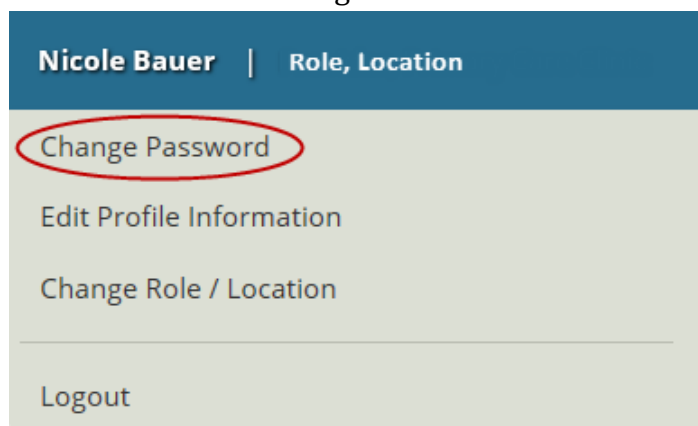 Nicole Bauer | Role, Location
Change Password
Edit Profile Information
Change Role / Location
Logout